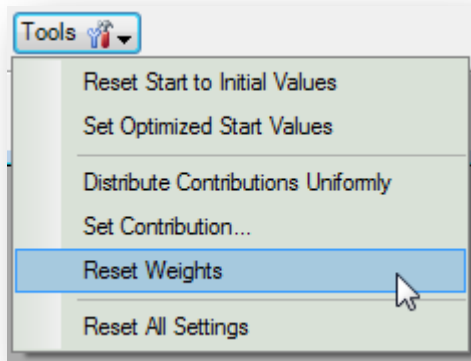 Tools
Reset Start to Initial Values
Set Optimized Start Values
Distribute Contributions Uniformly
Set Contribution...
Reset Weights
Reset All Settings